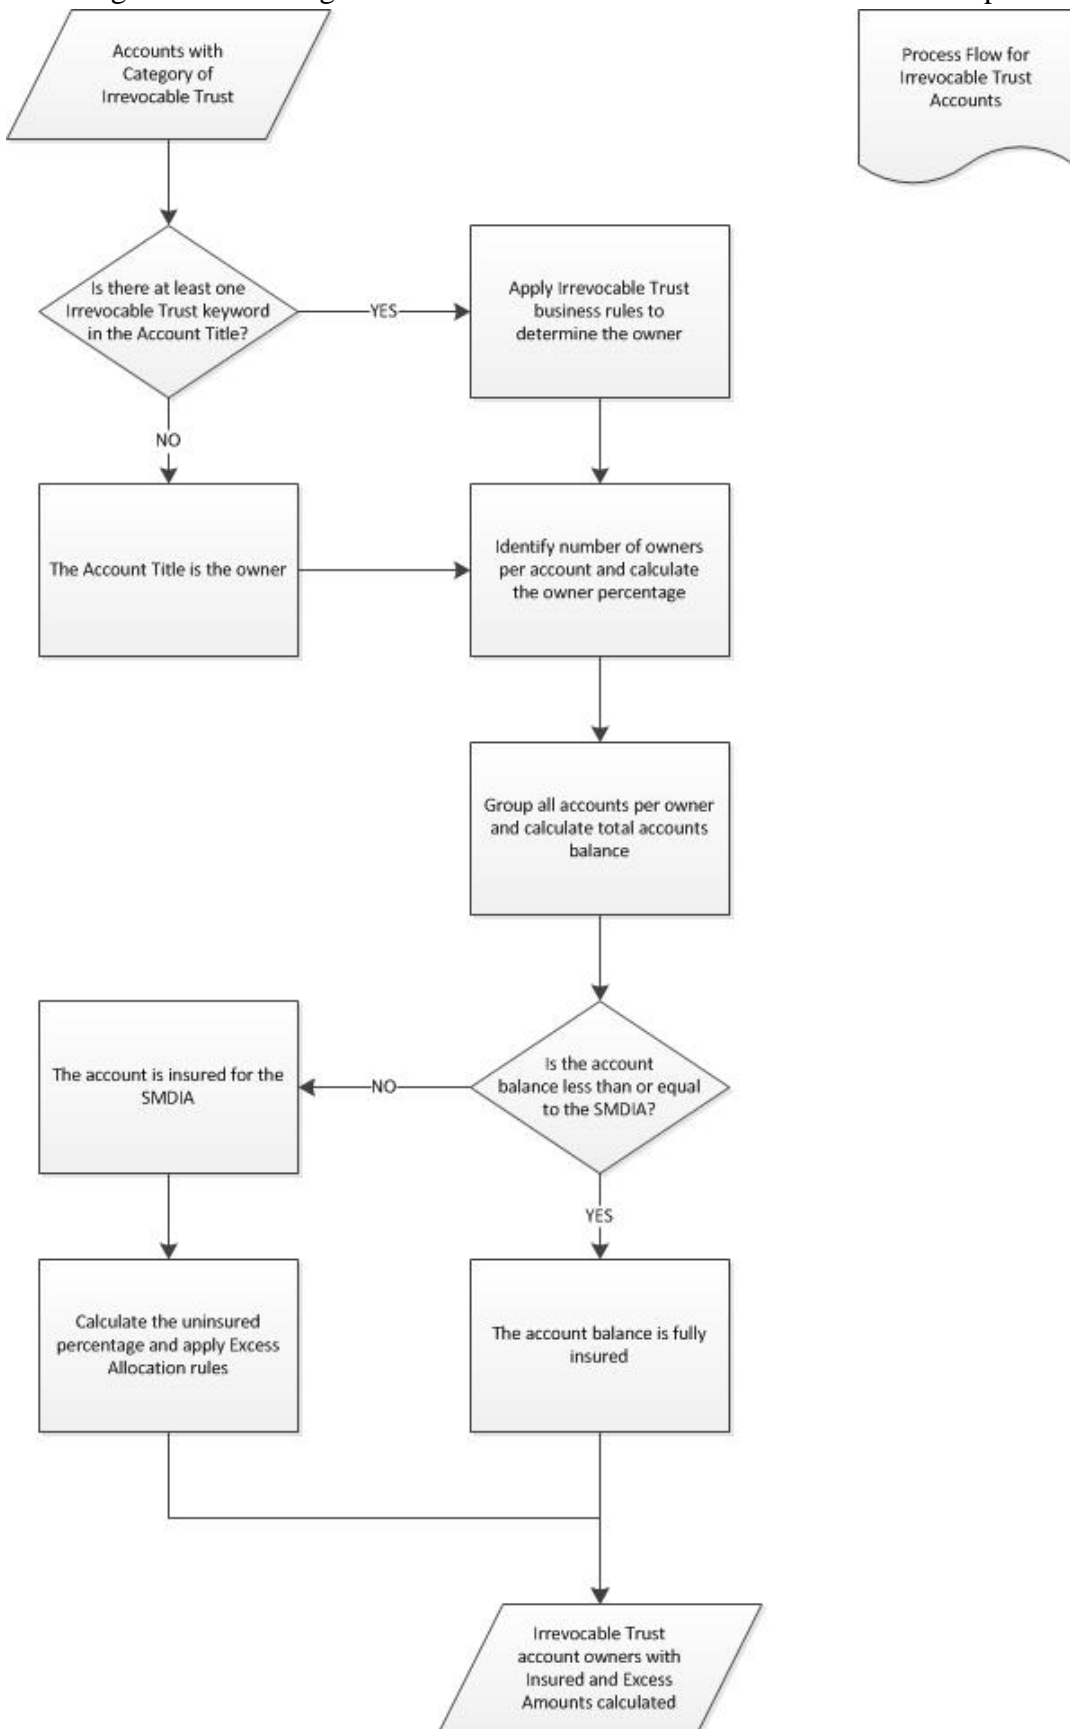 Accounts with
Category of
Irrevocable Trust
Process Flow for
Irrevocable Trust
Accounts
Is there at least one
Irrevocable Trust keyword
in the Account Title?
YES
Apply Irrevocable Trust
business rules to
determine the owner
NO
The Account Title is the owner
Identify number of owners
per account and calculate
the owner percentage
Group all accounts per owner
and calculate total accounts
balance
Is the account
balance less than or equal
to the SMDIA?
NO
The account is insured for the
SMDIA
YES
Calculate the uninsured
percentage and apply Excess
Allocation rules
The account balance is fully
insured
Irrevocable Trust
account owners with
Insured and Excess
Amounts calculated